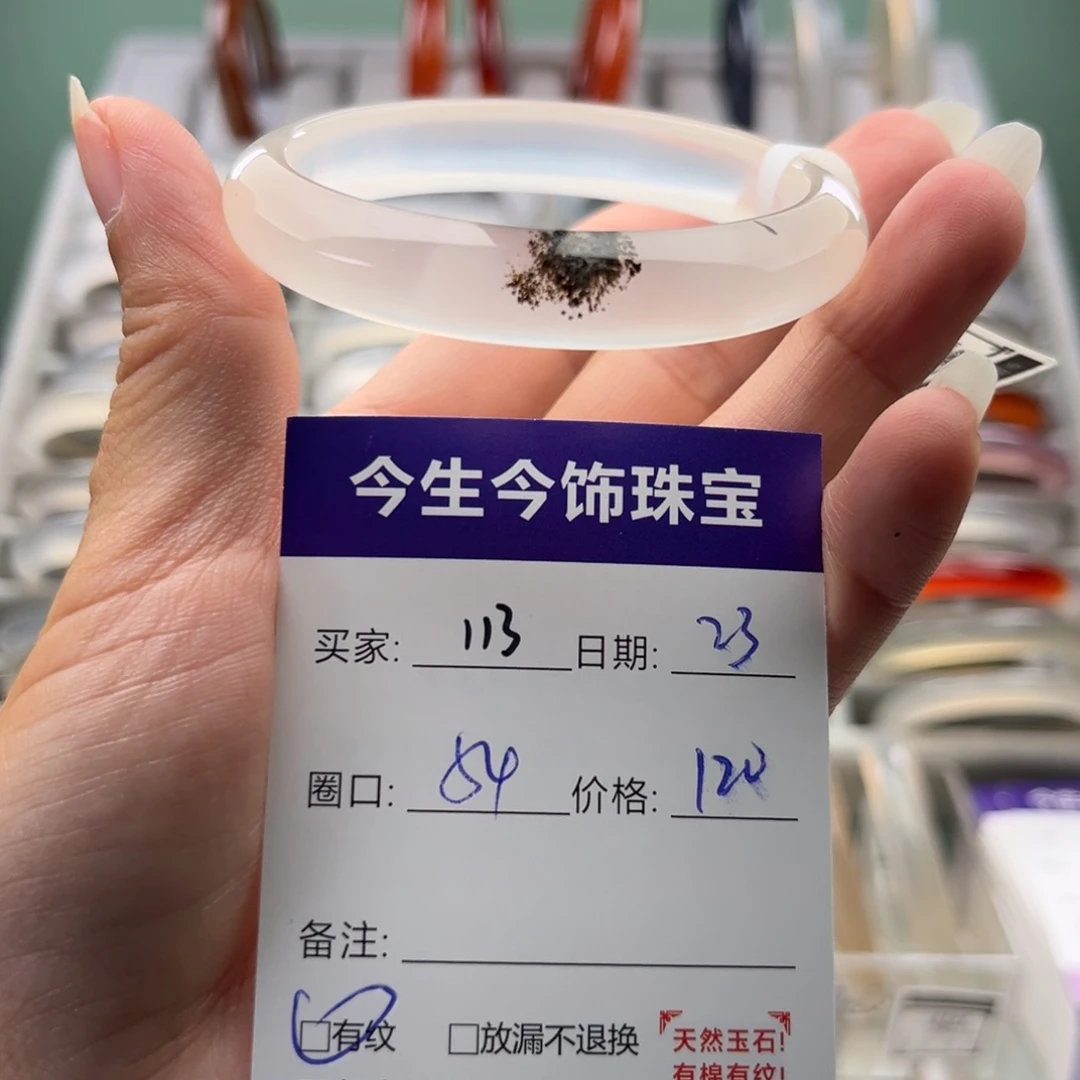 今生今饰珠宝
买家: 113 日期: 23
圈口: 54 价格: 120
备注:
□有纹 □放漏不退换 天然玉石!
有棉有纹!